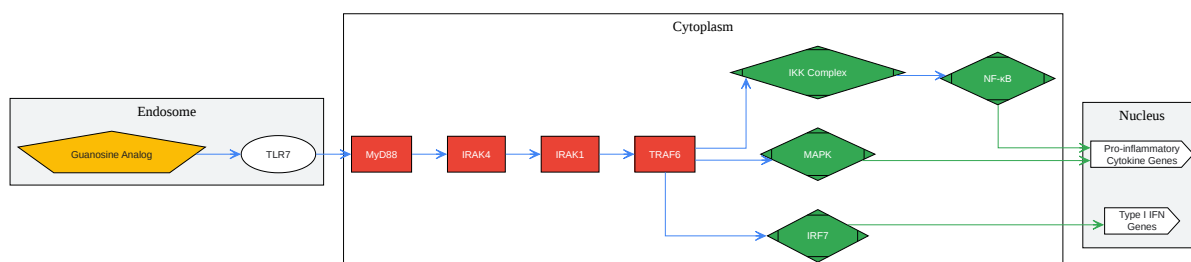 Cytoplasm
Endosome
Nucleus
Guanosine Analog
TLR7
MyD88
IRAK4
IRAK1
TRAF6
IKK Complex
NF-κB
MAPK
IRF7
Pro-inflammatory
Cytokine Genes
Type I IFN
Genes